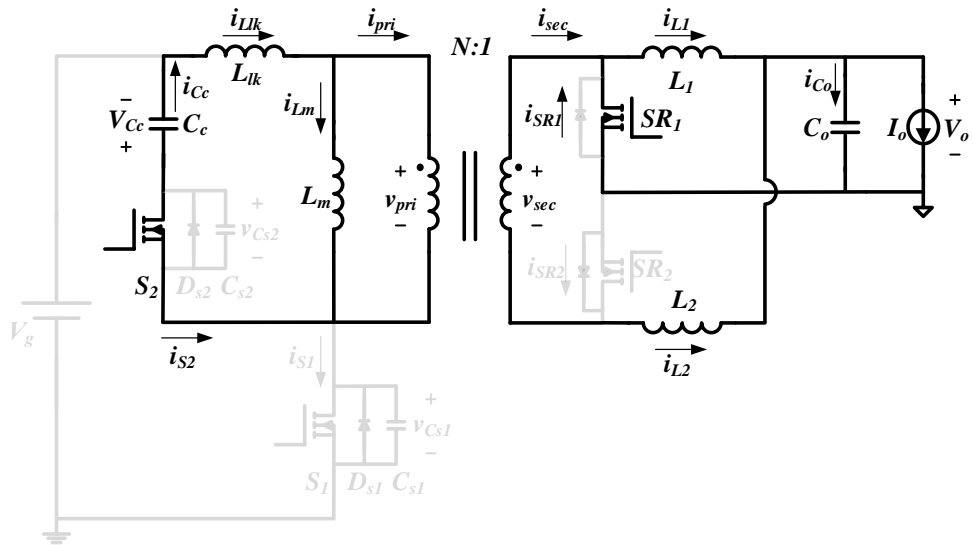 i_Llk
i_pri
N:1
i_sec
i_L1
L_lk
L_1
i_Cc
i_Lm
i_SR1
SR_1
i_Co
V_Cc
C_c
C_o
I_o
V_o
L_m
v_pri
v_sec
v_Cs2
S_2
D_s2
C_s2
i_SR2
SR_2
V_g
L_2
i_S2
i_S1
i_L2
v_Cs1
S_1
D_s1
C_s1